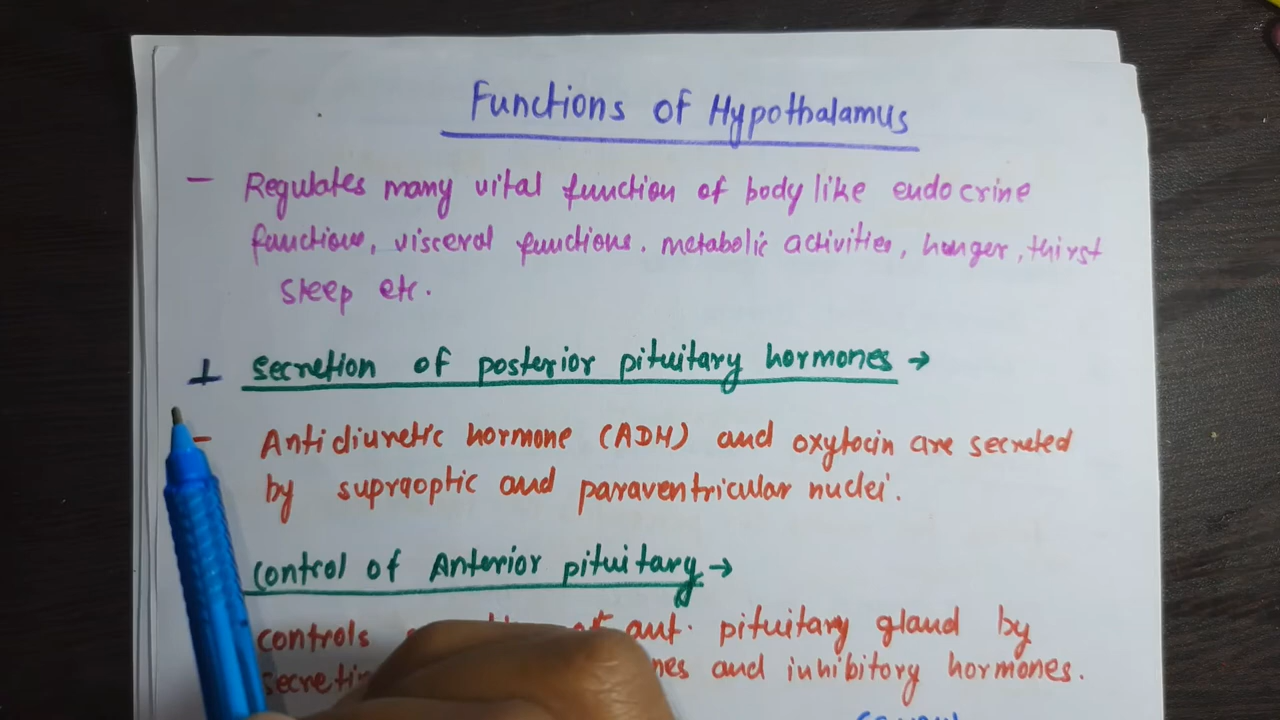 Functions of Hypothalamus
- Regulates many vital function of body like endocrine
functions, visceral functions. metabolic activities, hunger, thirst
sleep etc.
1 secretion of posterior pituitary hormones →
- Antidiuretic hormone (ADH) and oxytocin are secreted
by supraoptic and paraventricular nuclei.
control of Anterior pituitary →
controls of ant. pituitary gland by
and inhibitory hormones.